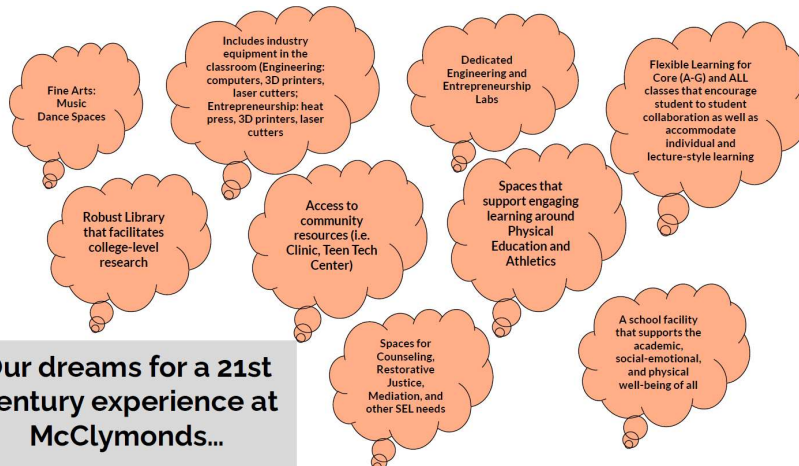 Fine Arts:
Music
Dance Spaces
Includes industry
equipment in the
classroom (Engineering:
computers, 3D printers,
laser cutters;
Entrepreneurship: heat
press, 3D printers, laser
cutters
Dedicated
Engineering and
Entrepreneurship
Labs
Flexible Learning for
Core (A-G) and ALL
classes that encourage
student to student
collaboration as well as
accommodate
individual and
lecture-style learning
Robust Library
that facilitates
college-level
research
Access to
community
resources (i.e.
Clinic, Teen Tech
Center)
Spaces that
support engaging
learning around
Physical
Education and
Athletics
Spaces for
Counseling,
Restorative
Justice,
Mediation, and
other SEL needs
A school facility
that supports the
academic,
social-emotional,
and physical
well-being of all
ur dreams for a 21st
entury experience at
McClymonds...